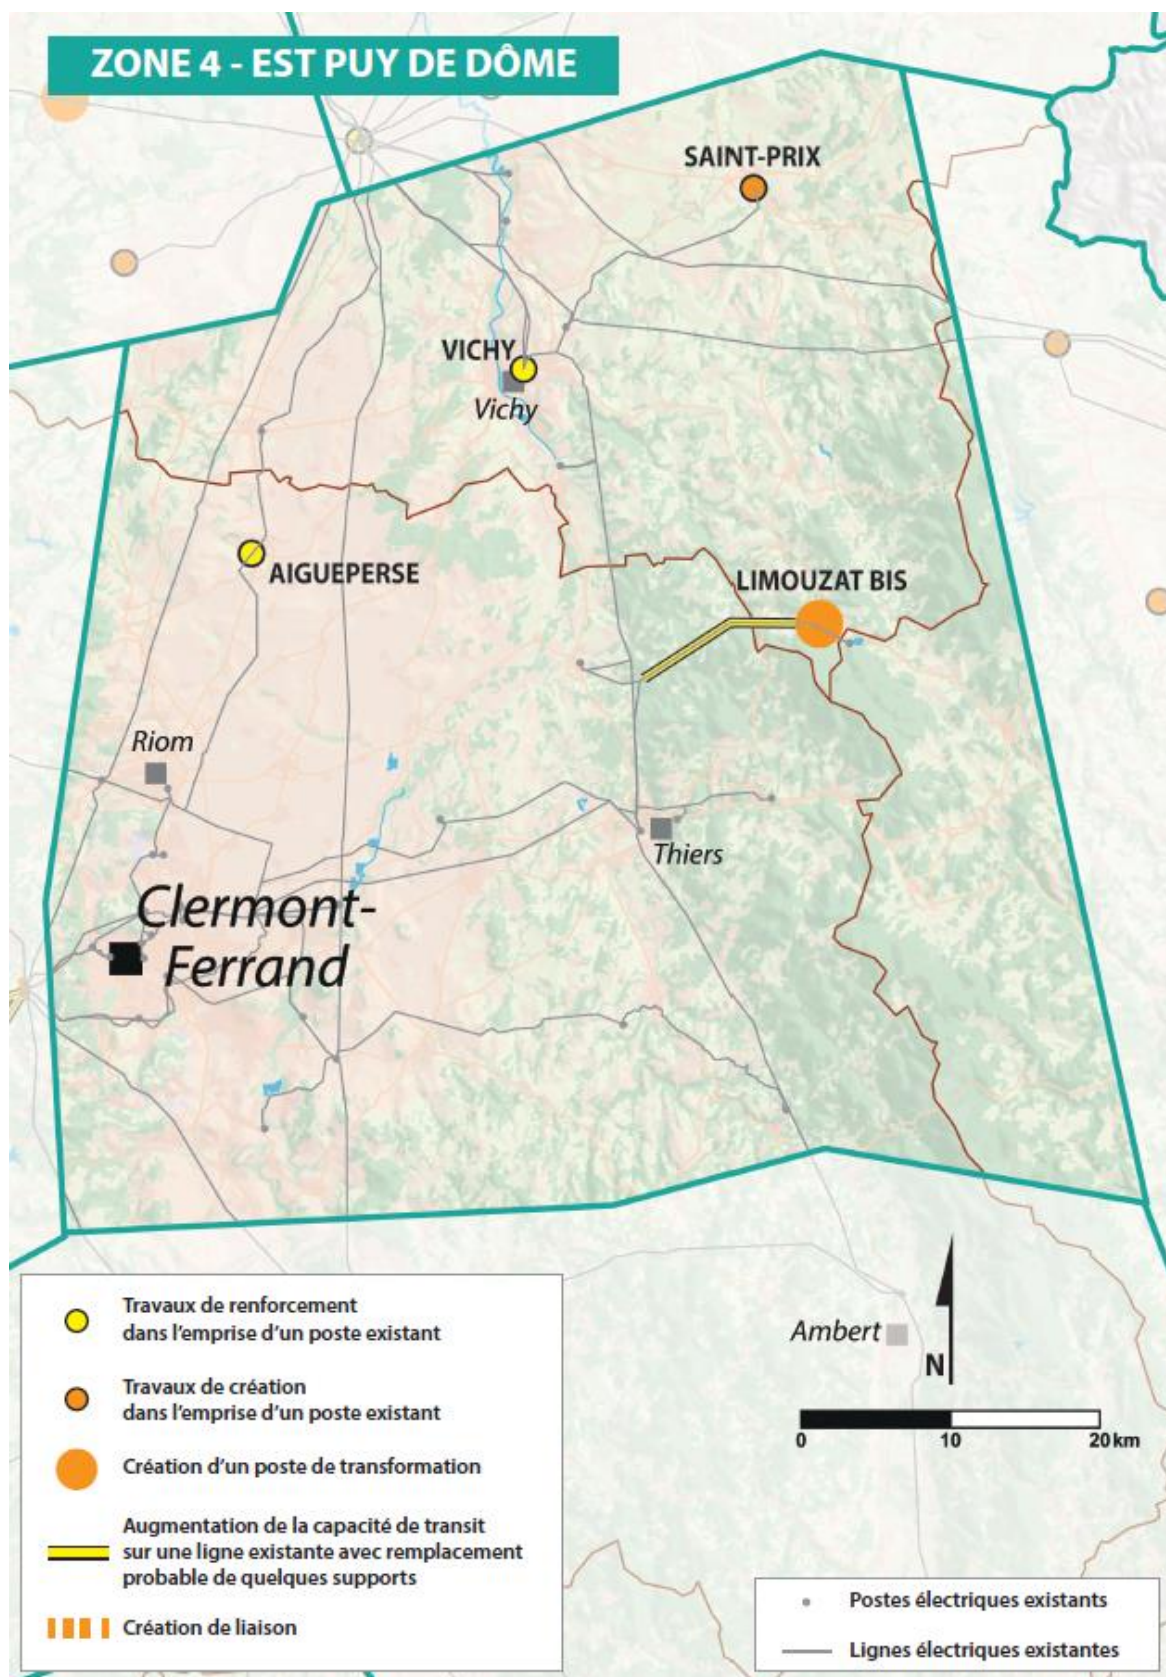 ZONE 4 - EST PUY DE DÔME
SAINT-PRIX
VICHY
Vichy
AIGUEPERSE
LIMOUZAT BIS
Riom
Thiers
Clermont-
Ferrand
Travaux de renforcement
dans l'emprise d'un poste existant
Travaux de création
dans l'emprise d'un poste existant
Création d'un poste de transformation
Augmentation de la capacité de transit
sur une ligne existante avec remplacement
probable de quelques supports
Création de liaison
Ambert
N
0 10 20 km
Postes électriques existants
Lignes électriques existantes